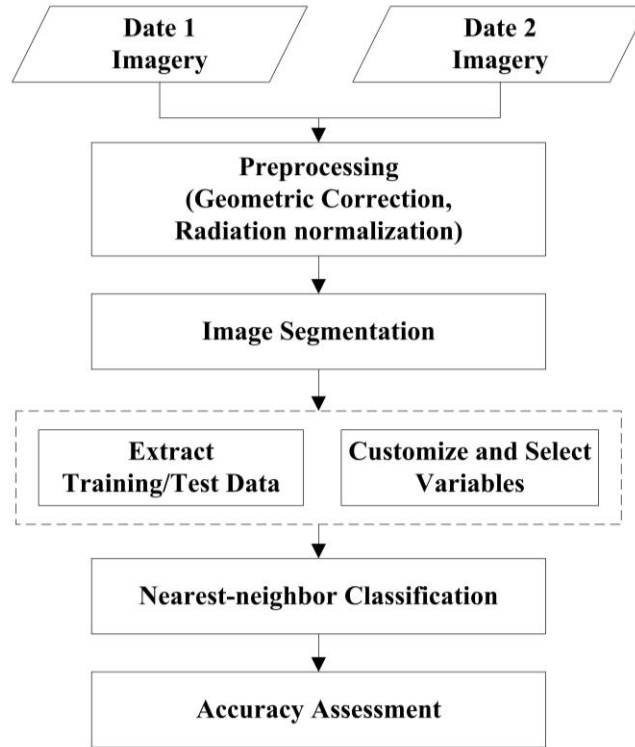 Date 1
Imagery
Date 2
Imagery
Preprocessing
(Geometric Correction,
Radiation normalization)
Image Segmentation
Extract
Training/Test Data
Customize and Select
Variables
Nearest-neighbor Classification
Accuracy Assessment